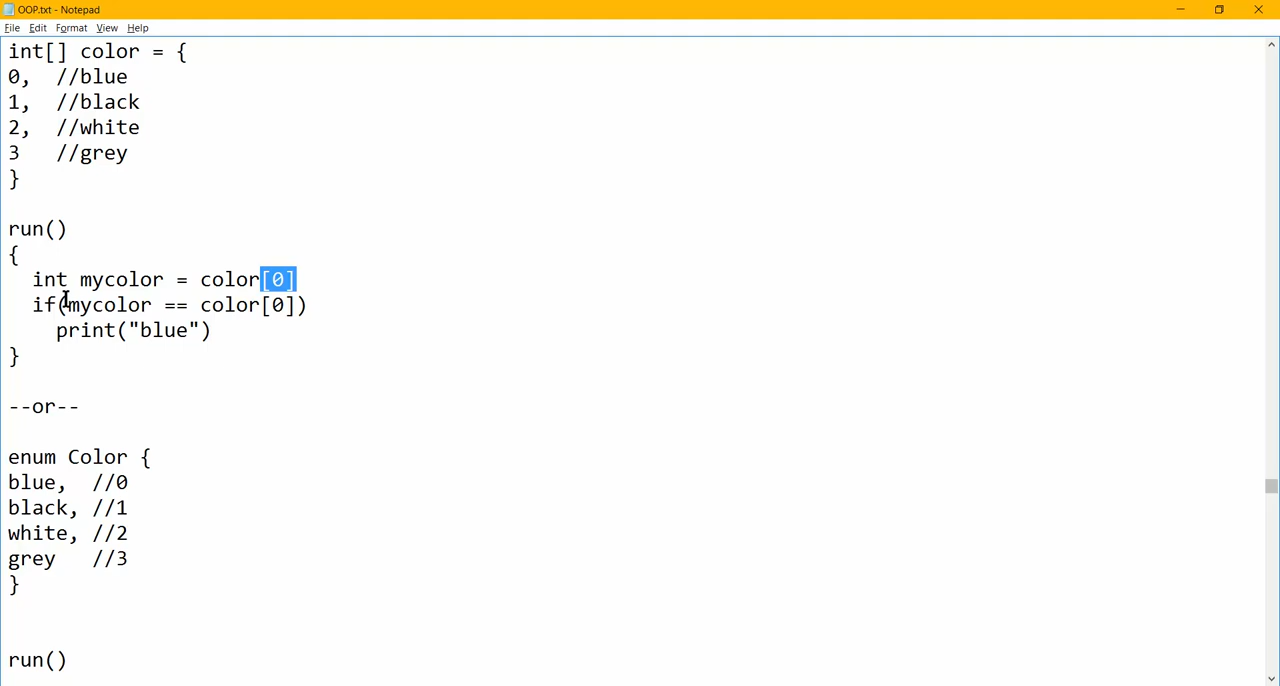 OOP.txt - Notepad
File Edit Format View Help
int[] color = {
0,  //blue
1,  //black
2,  //white
3   //grey
}
run()
{
  int mycolor = color[0]
  if(mycolor == color[0])
    print("blue")
}
--or--
enum Color {
blue,  //0
black, //1
white, //2
grey   //3
}
run()